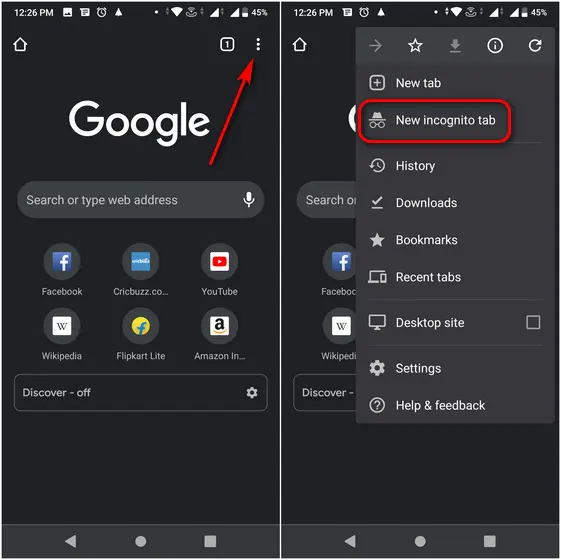 12:26 PM
45%
1
Google
Search or type web address
Facebook
Cricbuzz.co...
YouTube
W
Wikipedia
Flipkart Lite
Amazon In...
Discover - off
12:26 PM
45%
New tab
New incognito tab
History
Downloads
Bookmarks
Recent tabs
Desktop site
Settings
Help & feedback
G
Search o
Facebo
W
Wikipedi
Discover - off